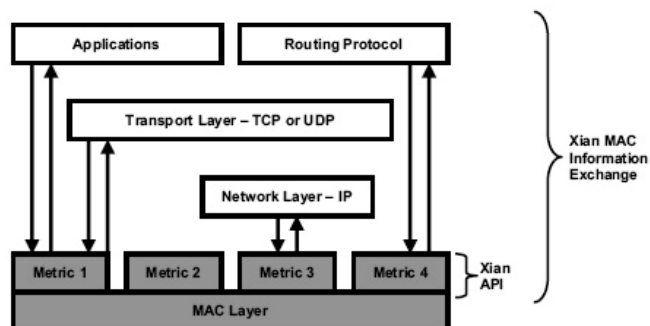 Applications
Routing Protocol
Transport Layer – TCP or UDP
Xian MAC
Information
Exchange
Network Layer – IP
Metric 1
Metric 2
Metric 3
Metric 4
Xian
API
MAC Layer